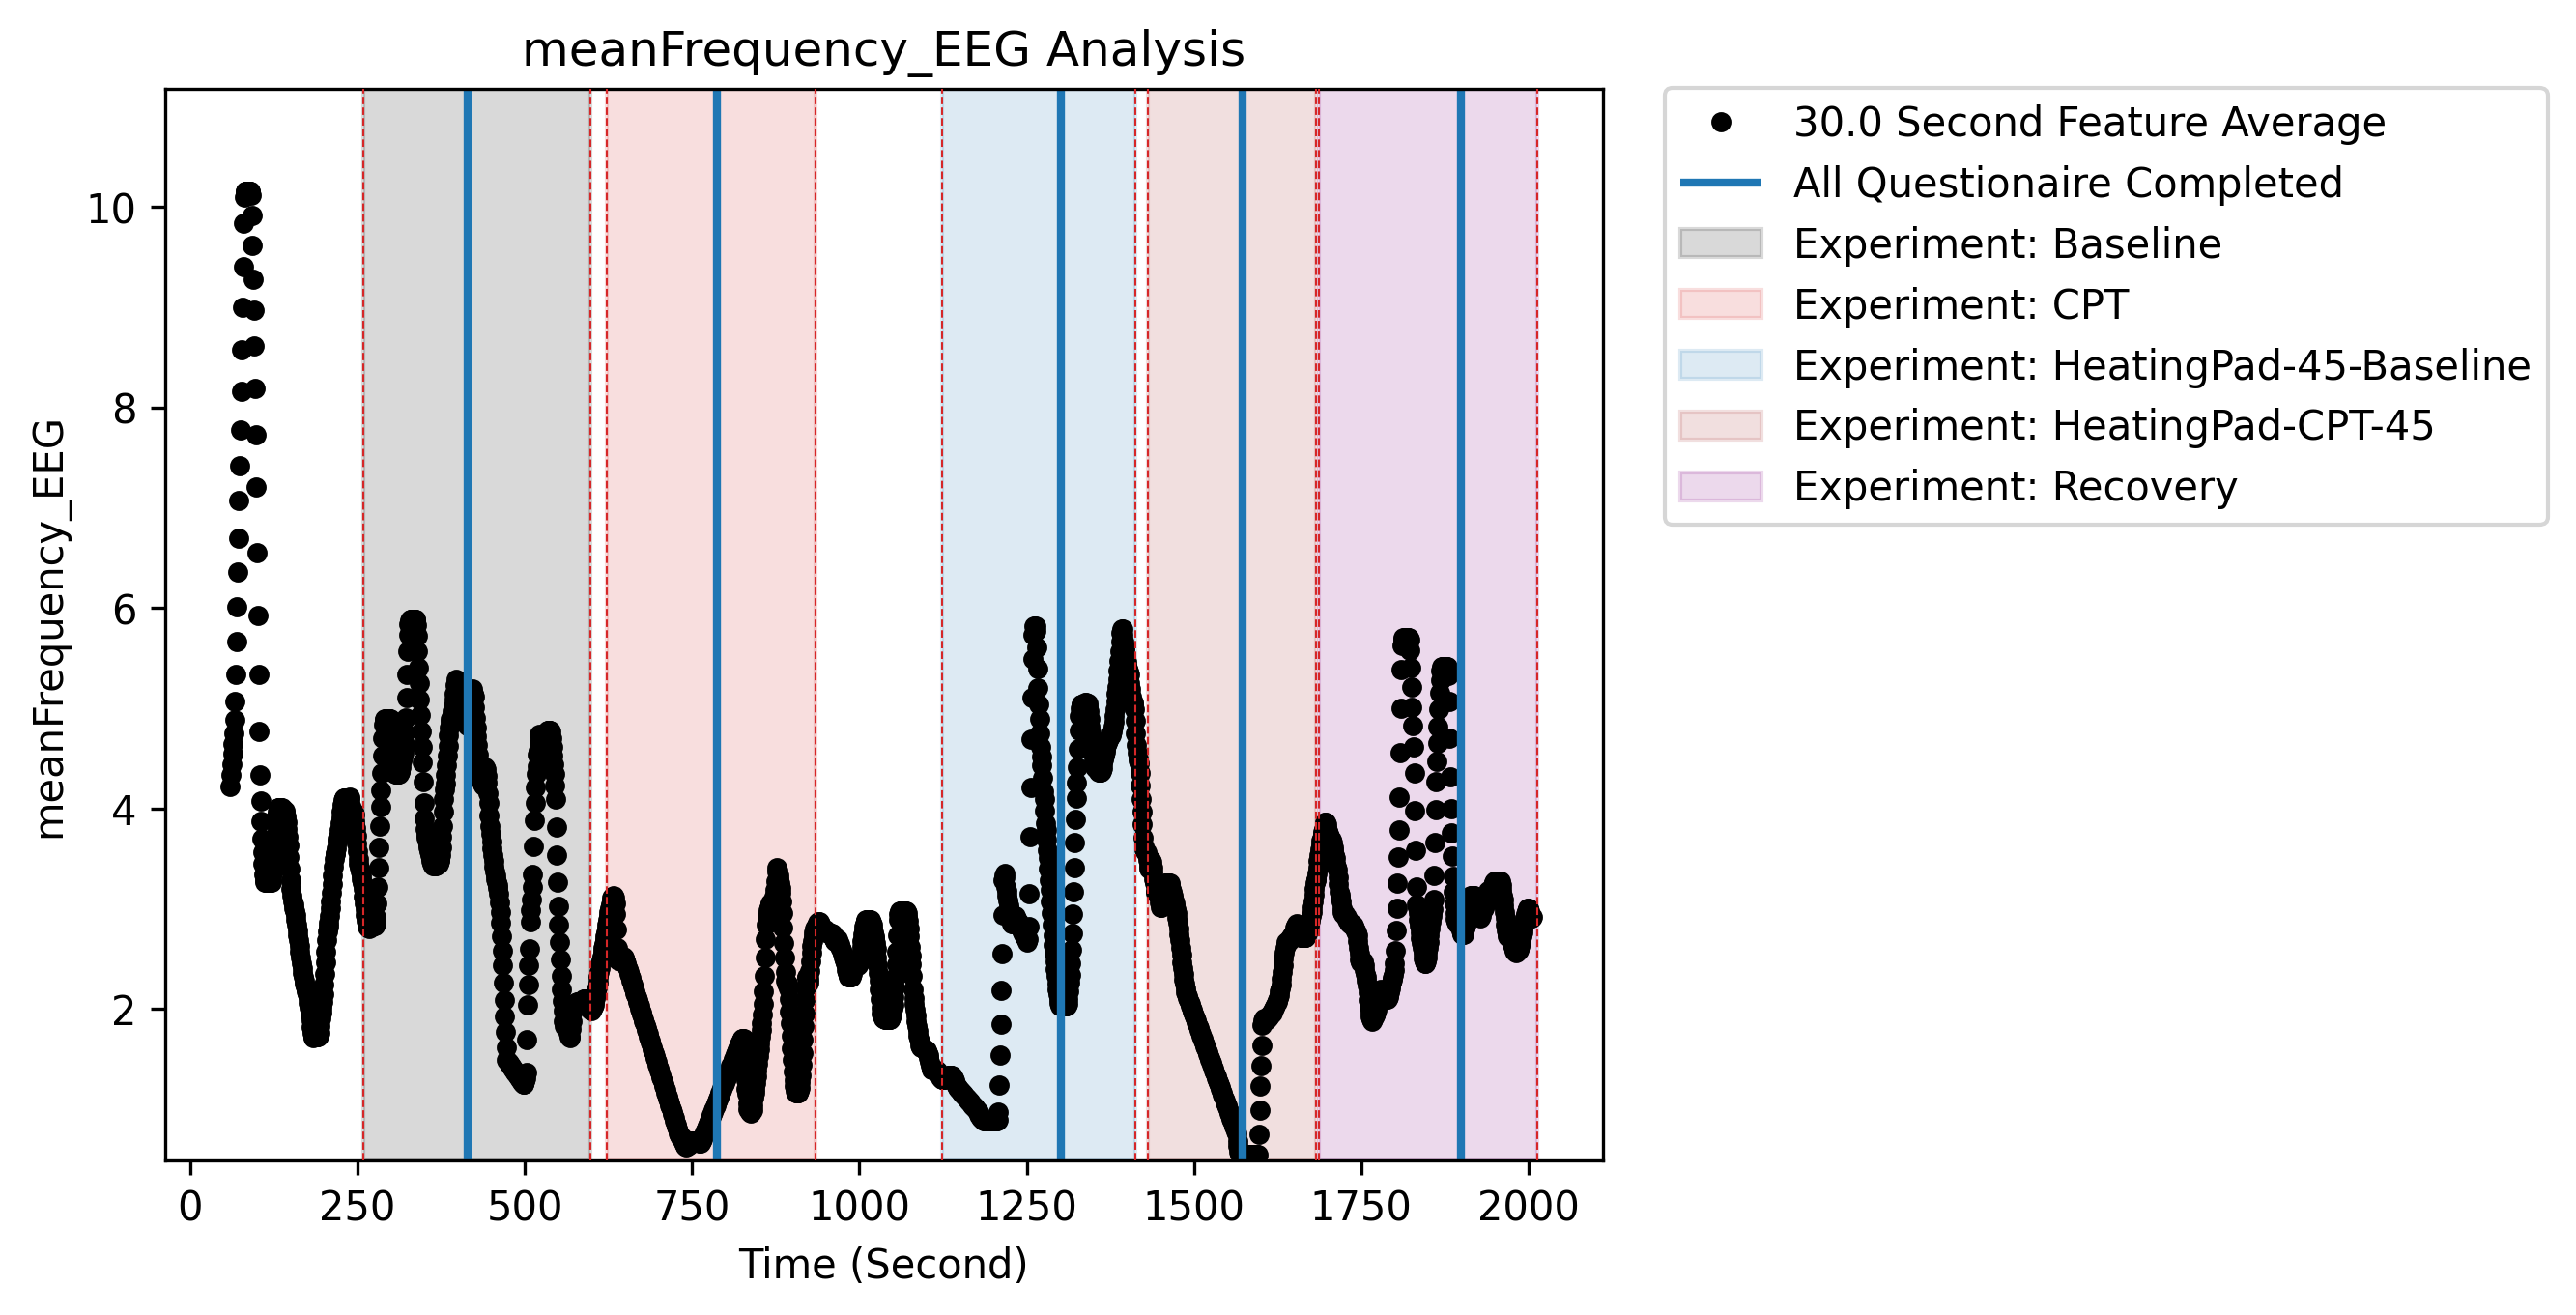 meanFrequency_EEG Analysis
meanFrequency_EEG
10
8
6
4
2
0 250 500 750 1000 1250 1500 1750 2000
Time (Second)
30.0 Second Feature Average
All Questionaire Completed
Experiment: Baseline
Experiment: CPT
Experiment: HeatingPad-45-Baseline
Experiment: HeatingPad-CPT-45
Experiment: Recovery